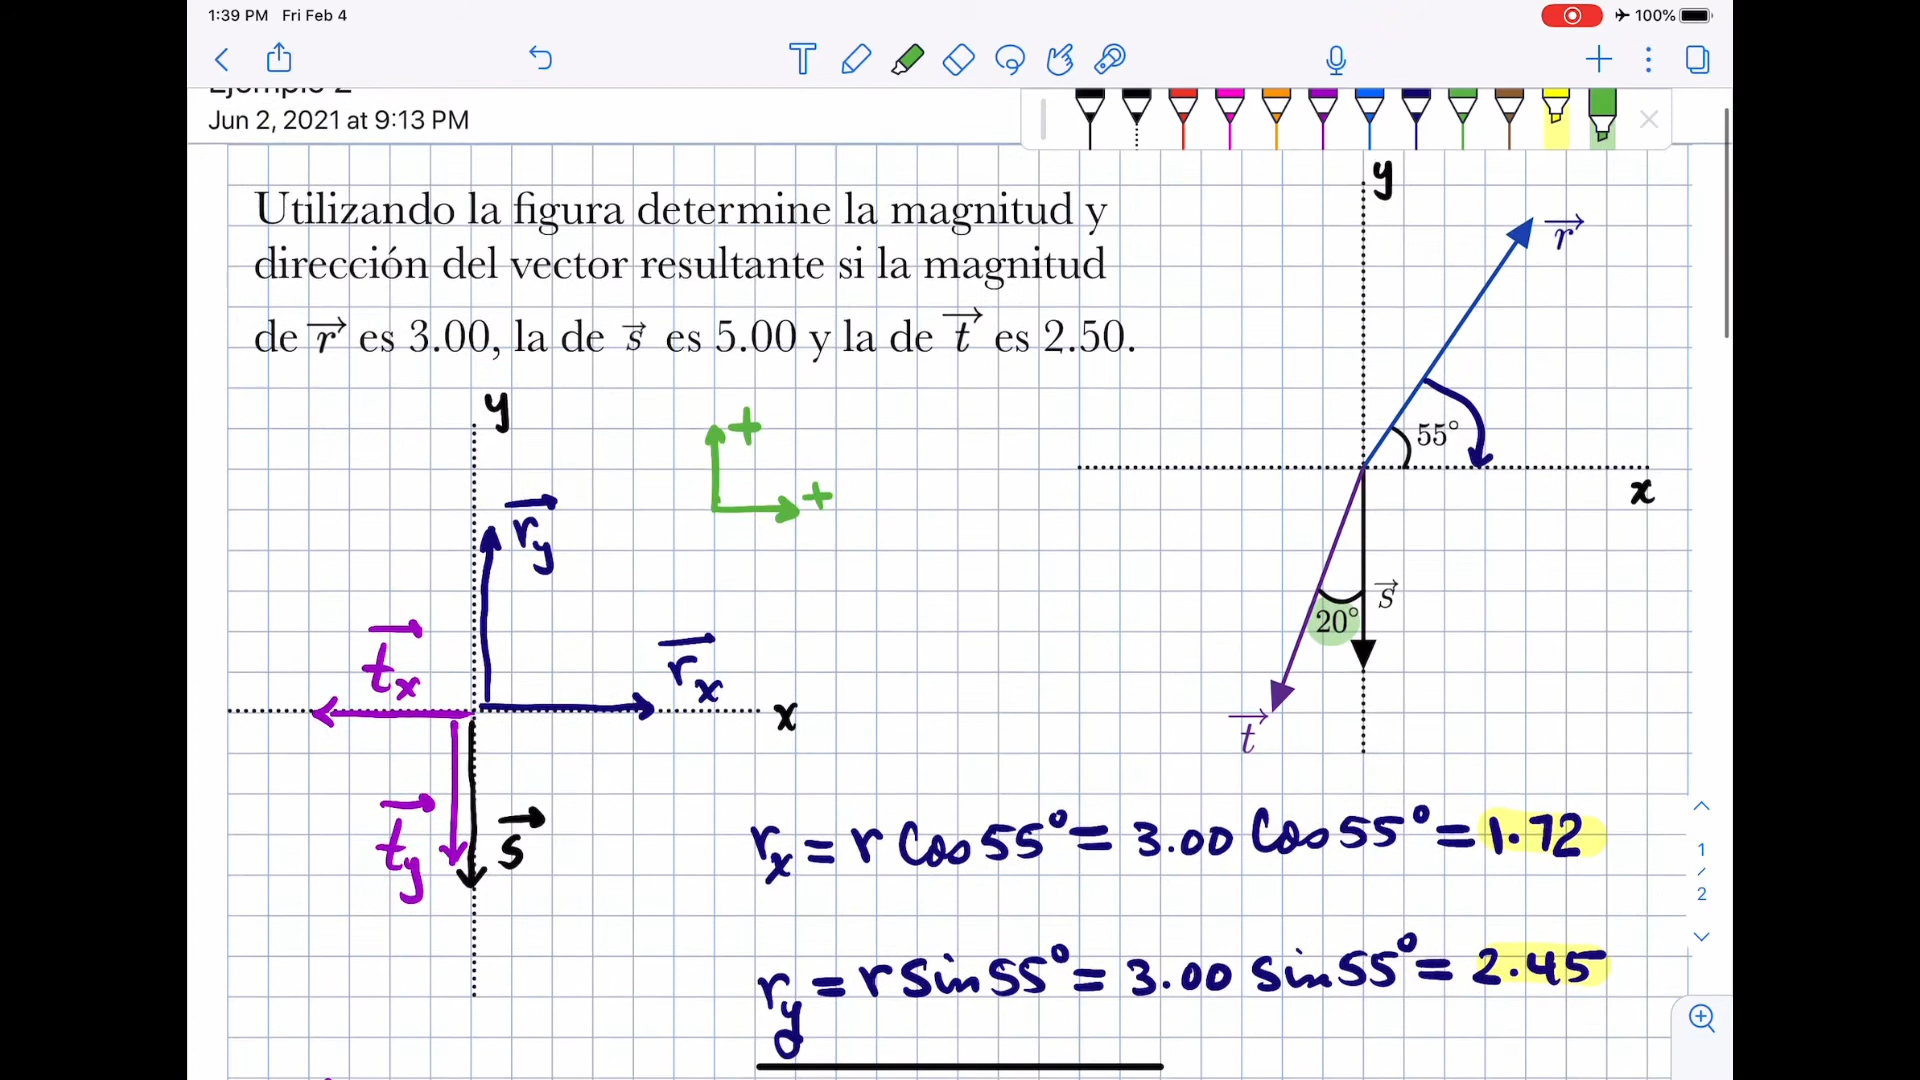 1:39 PM Fri Feb 4
100%
Jun 2, 2021 at 9:13 PM
Utilizando la figura determine la magnitud y
dirección del vector resultante si la magnitud
de r⃗ es 3.00, la de s⃗ es 5.00 y la de t⃗ es 2.50.
y
r⃗
55°
x
s⃗
20°
t⃗
y
+
+
r⃗y
r⃗x
t⃗x
x
t⃗y
s⃗
rx = r Cos 55° = 3.00 Cos 55° = 1.72
ry = r Sin 55° = 3.00 Sin 55° = 2.45
1
/
2